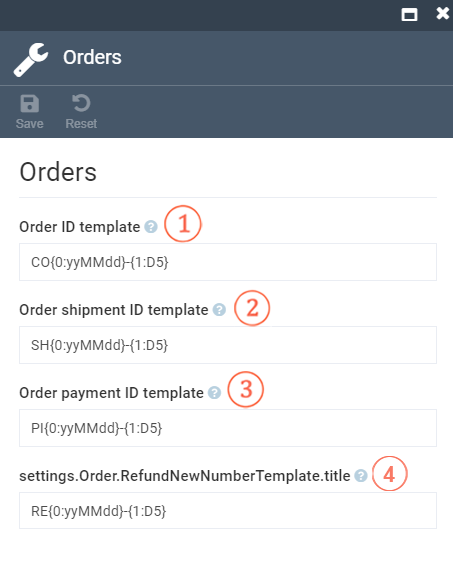 Orders
Save Reset
Orders
Order ID template ? 1
CO{0:yyMMdd}-{1:D5}
Order shipment ID template ? 2
SH{0:yyMMdd}-{1:D5}
Order payment ID template ? 3
PI{0:yyMMdd}-{1:D5}
settings.Order.RefundNewNumberTemplate.title ? 4
RE{0:yyMMdd}-{1:D5}